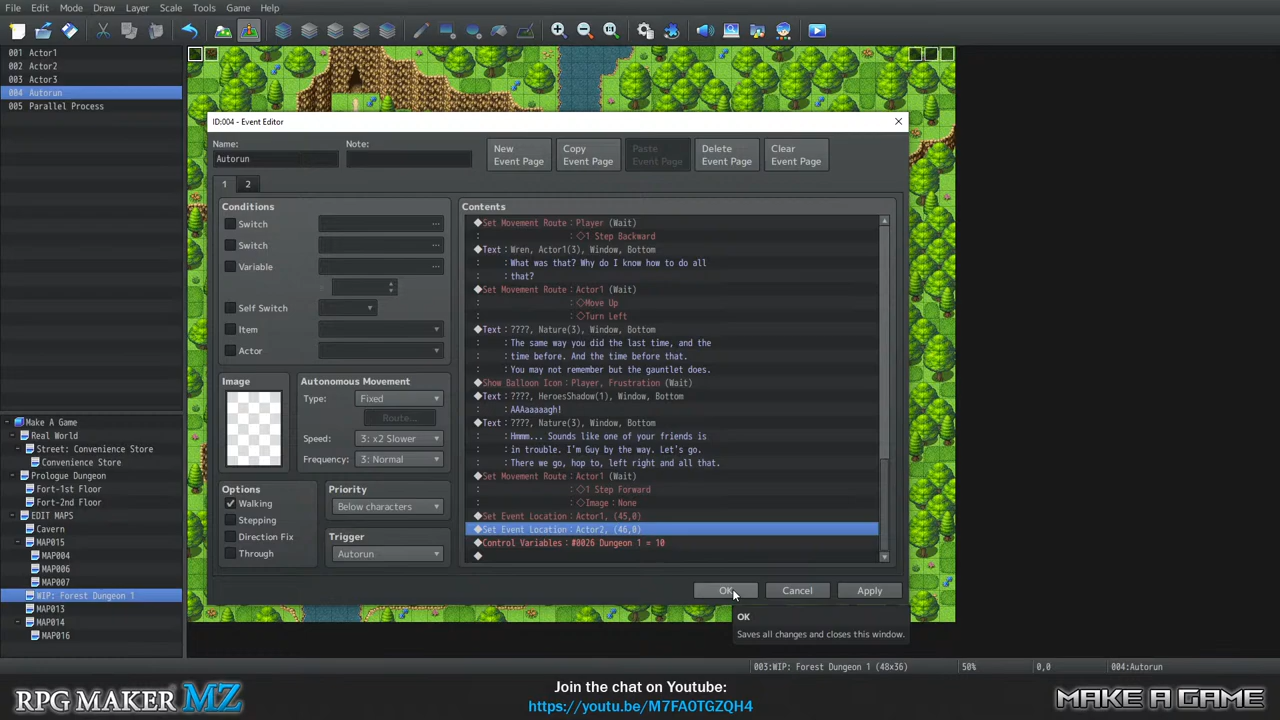 File Edit Mode Draw Layer Scale Tools Game Help
001 Actor1
002 Actor2
003 Actor3
004 Autorun
005 Parallel Process
ID:004 - Event Editor
Name:
Note:
Autorun
New
Event Page
Copy
Event Page
Paste
Event Page
Delete
Event Page
Clear
Event Page
1 2
Conditions
Switch
Switch
Variable
Self Switch
Item
Actor
Image
Autonomous Movement
Type: Fixed
Route...
Speed: 3: x2 Slower
Frequency: 3: Normal
Options
Walking
Stepping
Direction Fix
Through
Priority
Below characters
Trigger
Autorun
Contents
◆Set Movement Route：Player (Wait)
:                  ：◇1 Step Backward
◆Text：Wren, Actor1(3), Window, Bottom
:    ：What was that? Why do I know how to do all
:    ：that?
◆Set Movement Route：Actor1 (Wait)
:                  ：◇Move Up
:                  ：◇Turn Left
◆Text：????, Nature(3), Window, Bottom
:    ：The same way you did the last time, and the
:    ：time before. And the time before that.
:    ：You may not remember but the gauntlet does.
◆Show Balloon Icon：Player, Frustration (Wait)
◆Text：????, HeroesShadow(1), Window, Bottom
:    ：AAAaaaaagh!
◆Text：????, Nature(3), Window, Bottom
:    ：Hmmm... Sounds like one of your friends is
:    ：in trouble. I'm Guy by the way. Let's go.
:    ：There we go, hop to, left right and all that.
◆Set Movement Route：Actor1 (Wait)
:                  ：◇1 Step Forward
:                  ：◇Image：None
◆Set Event Location：Actor1, (45,0)
◆Set Event Location：Actor2, (46,0)
◆Control Variables：#0026 Dungeon 1 = 10
◆
OK Cancel Apply
OK
Saves all changes and closes this window.
Make A Game
Real World
Street: Convenience Store
Convenience Store
Prologue Dungeon
Fort-1st Floor
Fort-2nd Floor
EDIT MAPS
Cavern
MAP015
MAP004
MAP006
MAP007
WIP: Forest Dungeon 1
MAP013
MAP014
MAP016
003:WIP: Forest Dungeon 1 (48x36) 50% 0,0 004:Autorun
RPG MAKER MZ
Join the chat on Youtube:
https://youtu.be/M7FA0TGZQH4
MAKE A GAME